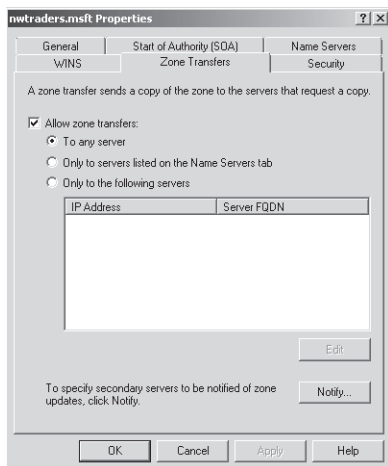 nwtraders.msft Properties
General Start of Authority (SOA) Name Servers
WINS Zone Transfers Security
A zone transfer sends a copy of the zone to the servers that request a copy.
Allow zone transfers:
To any server
Only to servers listed on the Name Servers tab
Only to the following servers
IP Address Server FQDN
Edit
To specify secondary servers to be notified of zone
updates, click Notify.
Notify...
OK Cancel Apply Help